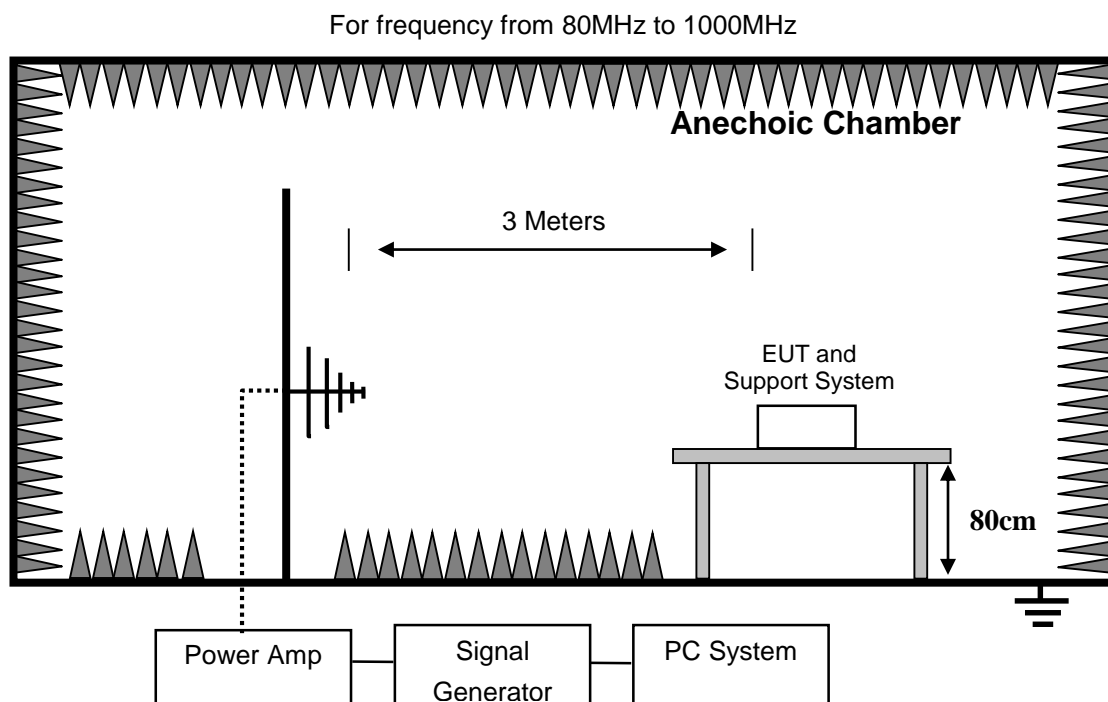 For frequency from 80MHz to 1000MHz
Anechoic Chamber
3 Meters
EUT and
Support System
80cm
Power Amp
Signal
Generator
PC System